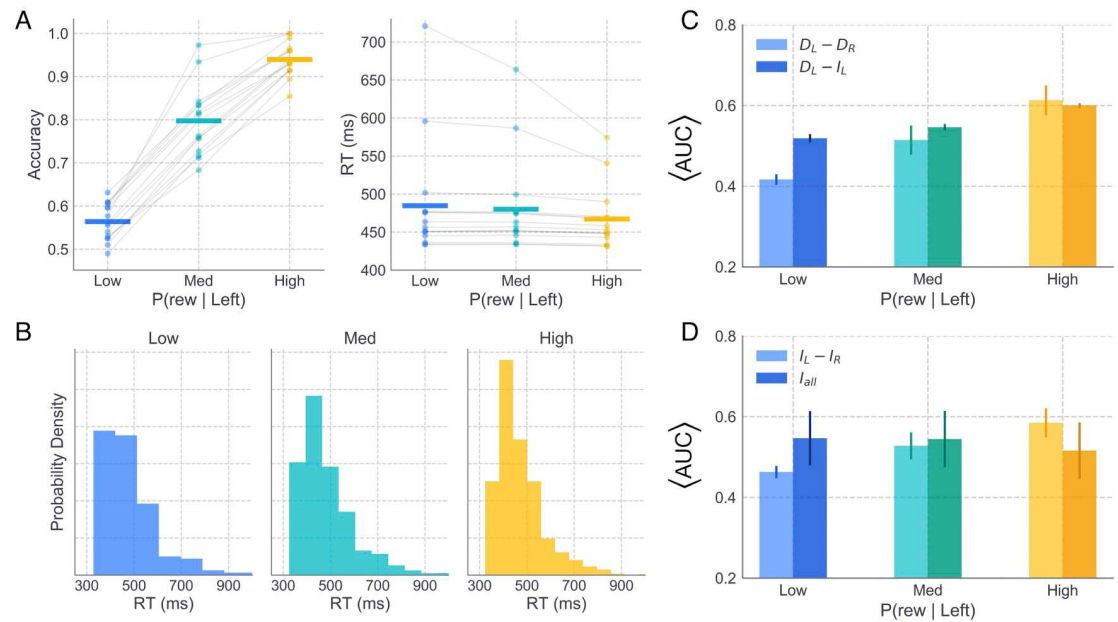 A
Accuracy
1.0
0.9
0.8
0.7
0.6
0.5
Low Med High
P(rew | Left)
RT (ms)
700
650
600
550
500
450
400
Low Med High
P(rew | Left)
B
Probability Density
Low
300 500 700 900
RT (ms)
Med
300 500 700 900
RT (ms)
High
300 500 700 900
RT (ms)
C
⟨AUC⟩
0.8
0.6
0.4
0.2
D_L − D_R
D_L − I_L
Low Med High
P(rew | Left)
D
⟨AUC⟩
0.8
0.6
0.4
0.2
I_L − I_R
I_all
Low Med High
P(rew | Left)